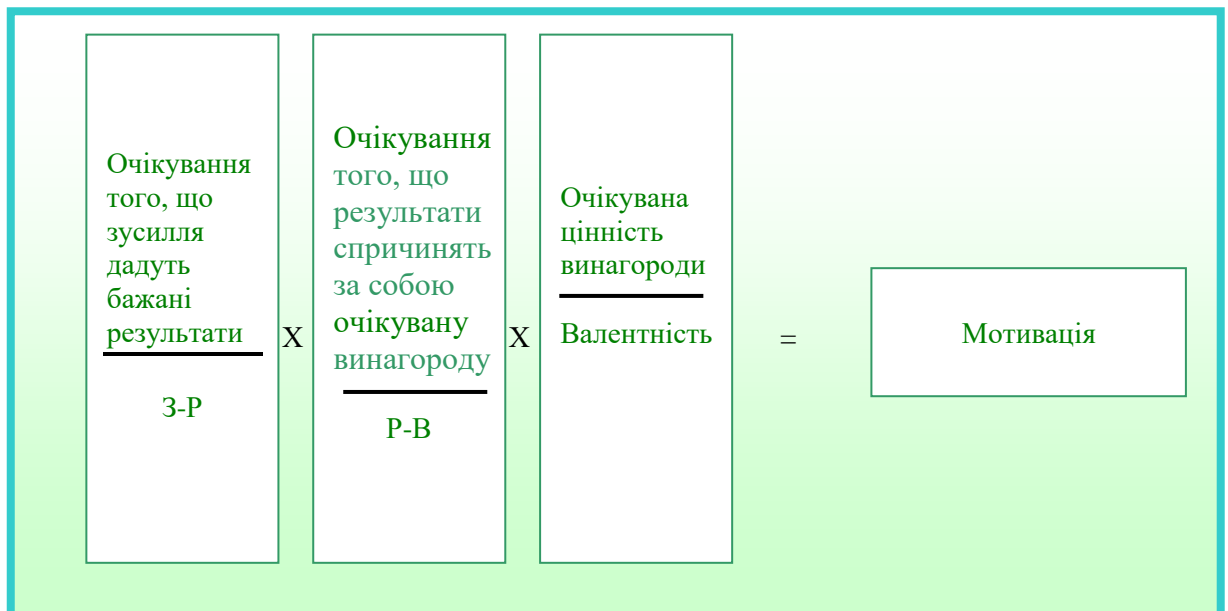 Очікування
того, що
зусилля
дадуть
бажані
результати
З-Р
Х
Очікування
того, що
результати
спричинять
за собою
очікувану
винагороду
Р-В
Х
Очікувана
цінність
винагороди
Валентність
=
Мотивація